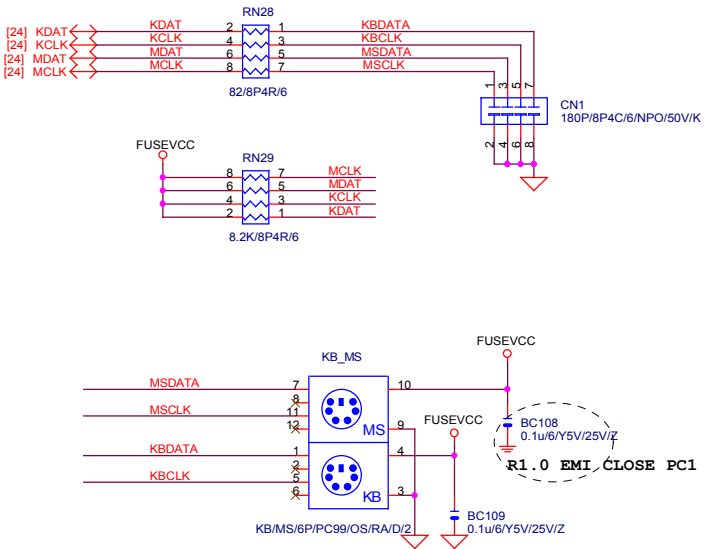 RN28
[24] KDAT KDAT 2 1 KBDATA
[24] KCLK KCLK 4 3 KBCLK
[24] MDAT MDAT 6 5 MSDATA
[24] MCLK MCLK 8 7 MSCLK
82/8P4R/6
1 3 5 7
CN1
180P/8P4C/6/NPO/50V/K
2 4 6 8
FUSEVCC
RN29
8 7 MCLK
6 5 MDAT
4 3 KCLK
2 1 KDAT
8.2K/8P4R/6
FUSEVCC
KB_MS
MSDATA 7 10
8
MSCLK 11
12 MS 9
FUSEVCC
BC108
0.1u/6/Y5V/25V/Z
R1.0 EMI CLOSE PC1
KBDATA 1 4
2
KBCLK 5
6 KB 3
KB/MS/6P/PC99/OS/RA/D/2
BC109
0.1u/6/Y5V/25V/Z